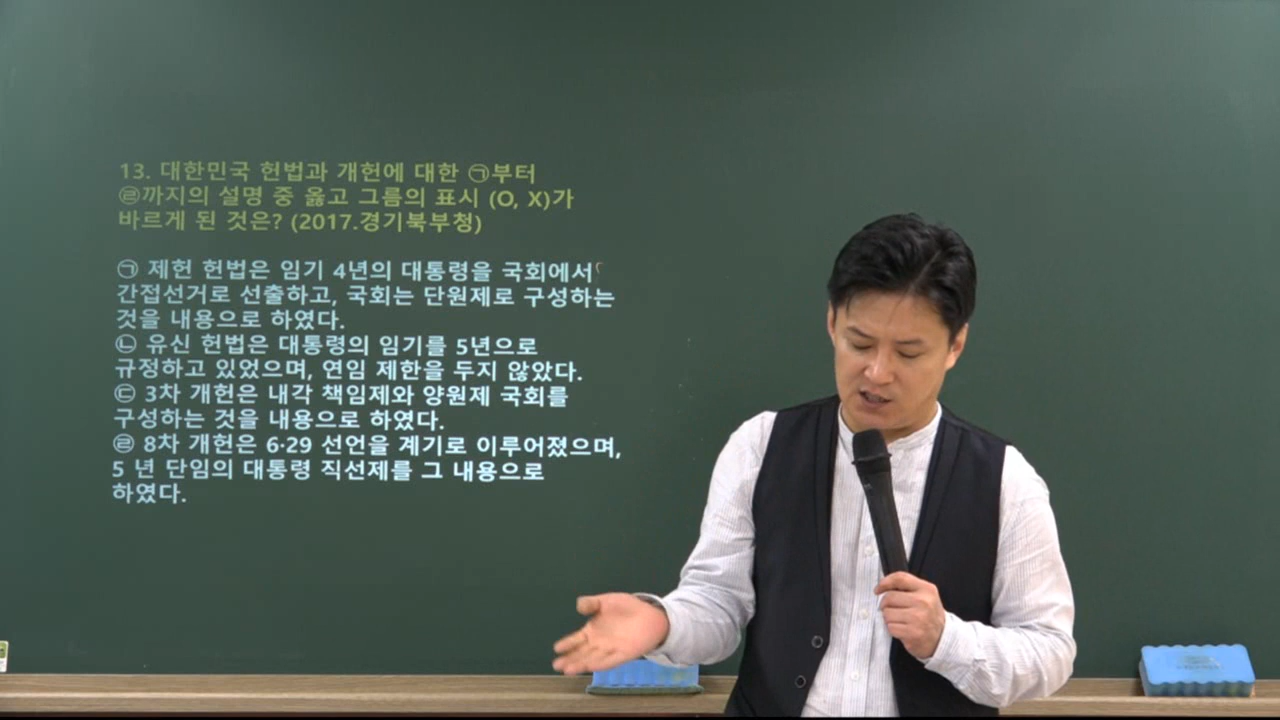 13. 대한민국 헌법과 개헌에 대한 ㉠부터
㉣까지의 설명 중 옳고 그름의 표시 (O, X)가
바르게 된 것은? (2017.경기북부청)
㉠ 제헌 헌법은 임기 4년의 대통령을 국회에서
간접선거로 선출하고, 국회는 단원제로 구성하는
것을 내용으로 하였다.
㉡ 유신 헌법은 대통령의 임기를 5년으로
규정하고 있었으며, 연임 제한을 두지 않았다.
㉢ 3차 개헌은 내각 책임제와 양원제 국회를
구성하는 것을 내용으로 하였다.
㉣ 8차 개헌은 6·29 선언을 계기로 이루어졌으며,
5 년 단임의 대통령 직선제를 그 내용으로
하였다.